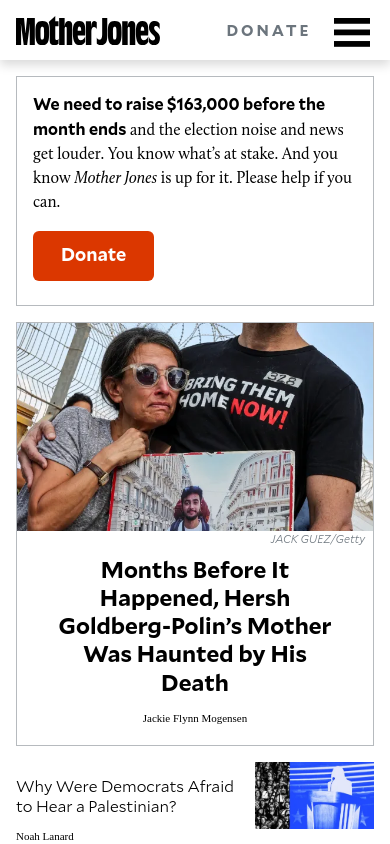 Mother Jones
DONATE
We need to raise $163,000 before the
month ends and the election noise and news
get louder. You know what’s at stake. And you
know Mother Jones is up for it. Please help if you
can.
Donate
323
BRING THEM
HOME NOW!
JACK GUEZ/Getty
Months Before It
Happened, Hersh
Goldberg-Polin’s Mother
Was Haunted by His
Death
Jackie Flynn Mogensen
Why Were Democrats Afraid
to Hear a Palestinian?
Noah Lanard